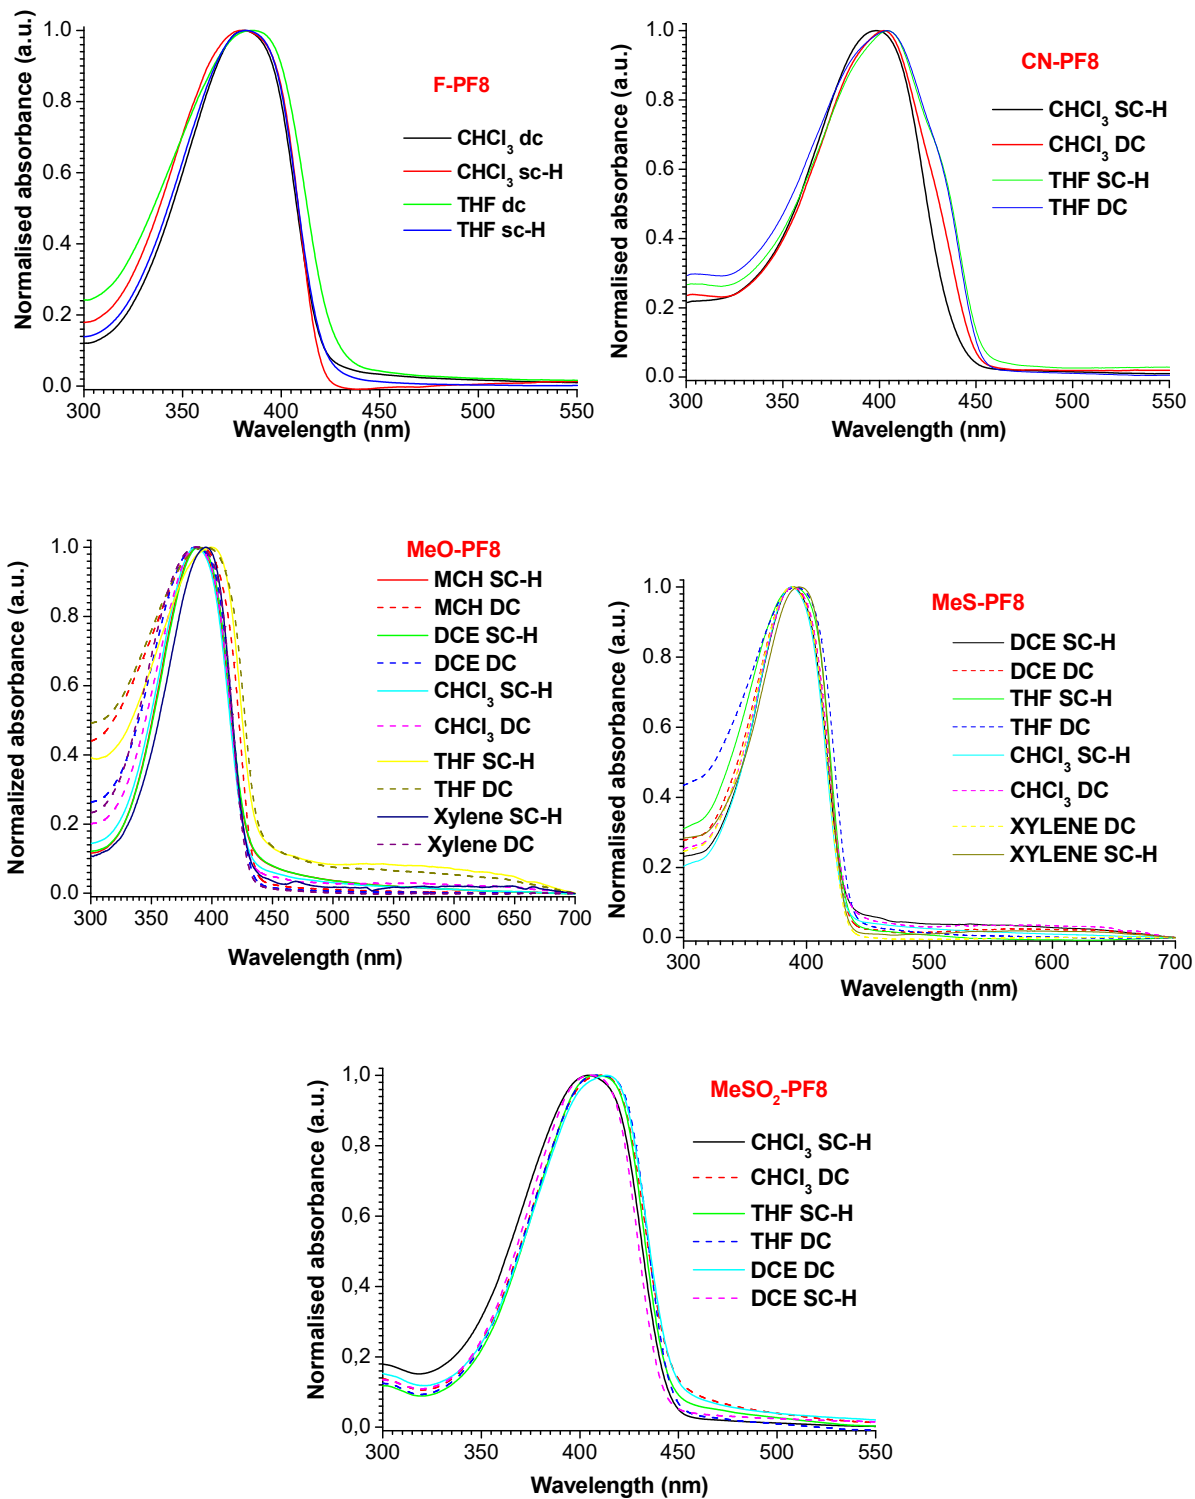 F-PF8
CHCl3 dc
CHCl3 sc-H
THF dc
THF sc-H
Normalised absorbance (a.u.)
1.0
0.8
0.6
0.4
0.2
0.0
300 350 400 450 500 550
Wavelength (nm)
CN-PF8
CHCl3 SC-H
CHCl3 DC
THF SC-H
THF DC
Normalised absorbance (a.u.)
1.0
0.8
0.6
0.4
0.2
0.0
300 350 400 450 500 550
Wavelength (nm)
MeO-PF8
MCH SC-H
MCH DC
DCE SC-H
DCE DC
CHCl3 SC-H
CHCl3 DC
THF SC-H
THF DC
Xylene SC-H
Xylene DC
Normalized absorbance (a.u.)
1.0
0.8
0.6
0.4
0.2
0.0
300 350 400 450 500 550 600 650 700
Wavelength (nm)
MeS-PF8
DCE SC-H
DCE DC
THF SC-H
THF DC
CHCl3 SC-H
CHCl3 DC
XYLENE DC
XYLENE SC-H
Normalised absorbance (a.u.)
1.0
0.8
0.6
0.4
0.2
0.0
300 400 500 600 700
Wavelength (nm)
MeSO2-PF8
CHCl3 SC-H
CHCl3 DC
THF SC-H
THF DC
DCE DC
DCE SC-H
Normalised absorbance (a.u.)
1,0
0,8
0,6
0,4
0,2
0,0
300 350 400 450 500 550
Wavelength (nm)